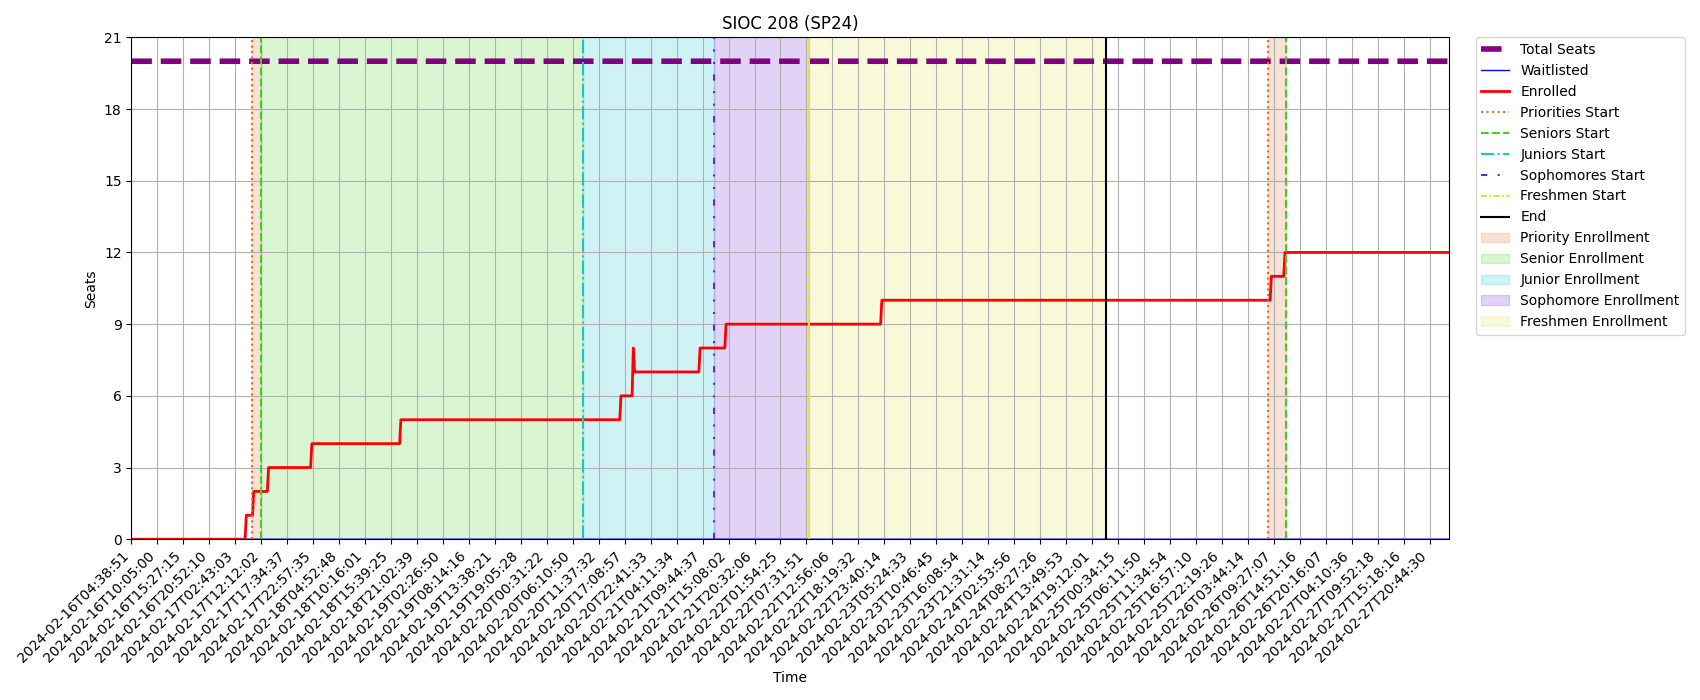 SIOC 208 (SP24)
21
18
15
12
9
6
3
0
Seats
2024-02-16T04:38:51
2024-02-16T10:05:00
2024-02-16T15:27:15
2024-02-16T20:52:10
2024-02-17T02:43:03
2024-02-17T12:12:02
2024-02-17T17:34:37
2024-02-17T22:57:35
2024-02-18T04:52:48
2024-02-18T10:16:01
2024-02-18T15:39:25
2024-02-18T21:02:39
2024-02-19T02:26:50
2024-02-19T08:14:16
2024-02-19T13:38:21
2024-02-19T19:05:28
2024-02-20T00:31:22
2024-02-20T06:10:50
2024-02-20T11:37:32
2024-02-20T17:08:57
2024-02-20T22:41:33
2024-02-21T04:11:34
2024-02-21T09:44:37
2024-02-21T15:08:02
2024-02-21T20:32:06
2024-02-22T01:54:25
2024-02-22T07:31:51
2024-02-22T12:56:06
2024-02-22T18:19:32
2024-02-22T23:40:14
2024-02-23T05:24:33
2024-02-23T10:46:45
2024-02-23T16:08:54
2024-02-23T21:31:14
2024-02-24T02:53:56
2024-02-24T08:27:26
2024-02-24T13:49:53
2024-02-24T19:12:01
2024-02-25T00:34:15
2024-02-25T06:11:50
2024-02-25T11:34:54
2024-02-25T16:57:10
2024-02-25T22:19:26
2024-02-26T03:44:14
2024-02-26T09:27:07
2024-02-26T14:51:16
2024-02-26T20:16:07
2024-02-27T04:10:36
2024-02-27T09:52:18
2024-02-27T15:18:16
2024-02-27T20:44:30
Time
Total Seats
Waitlisted
Enrolled
Priorities Start
Seniors Start
Juniors Start
Sophomores Start
Freshmen Start
End
Priority Enrollment
Senior Enrollment
Junior Enrollment
Sophomore Enrollment
Freshmen Enrollment